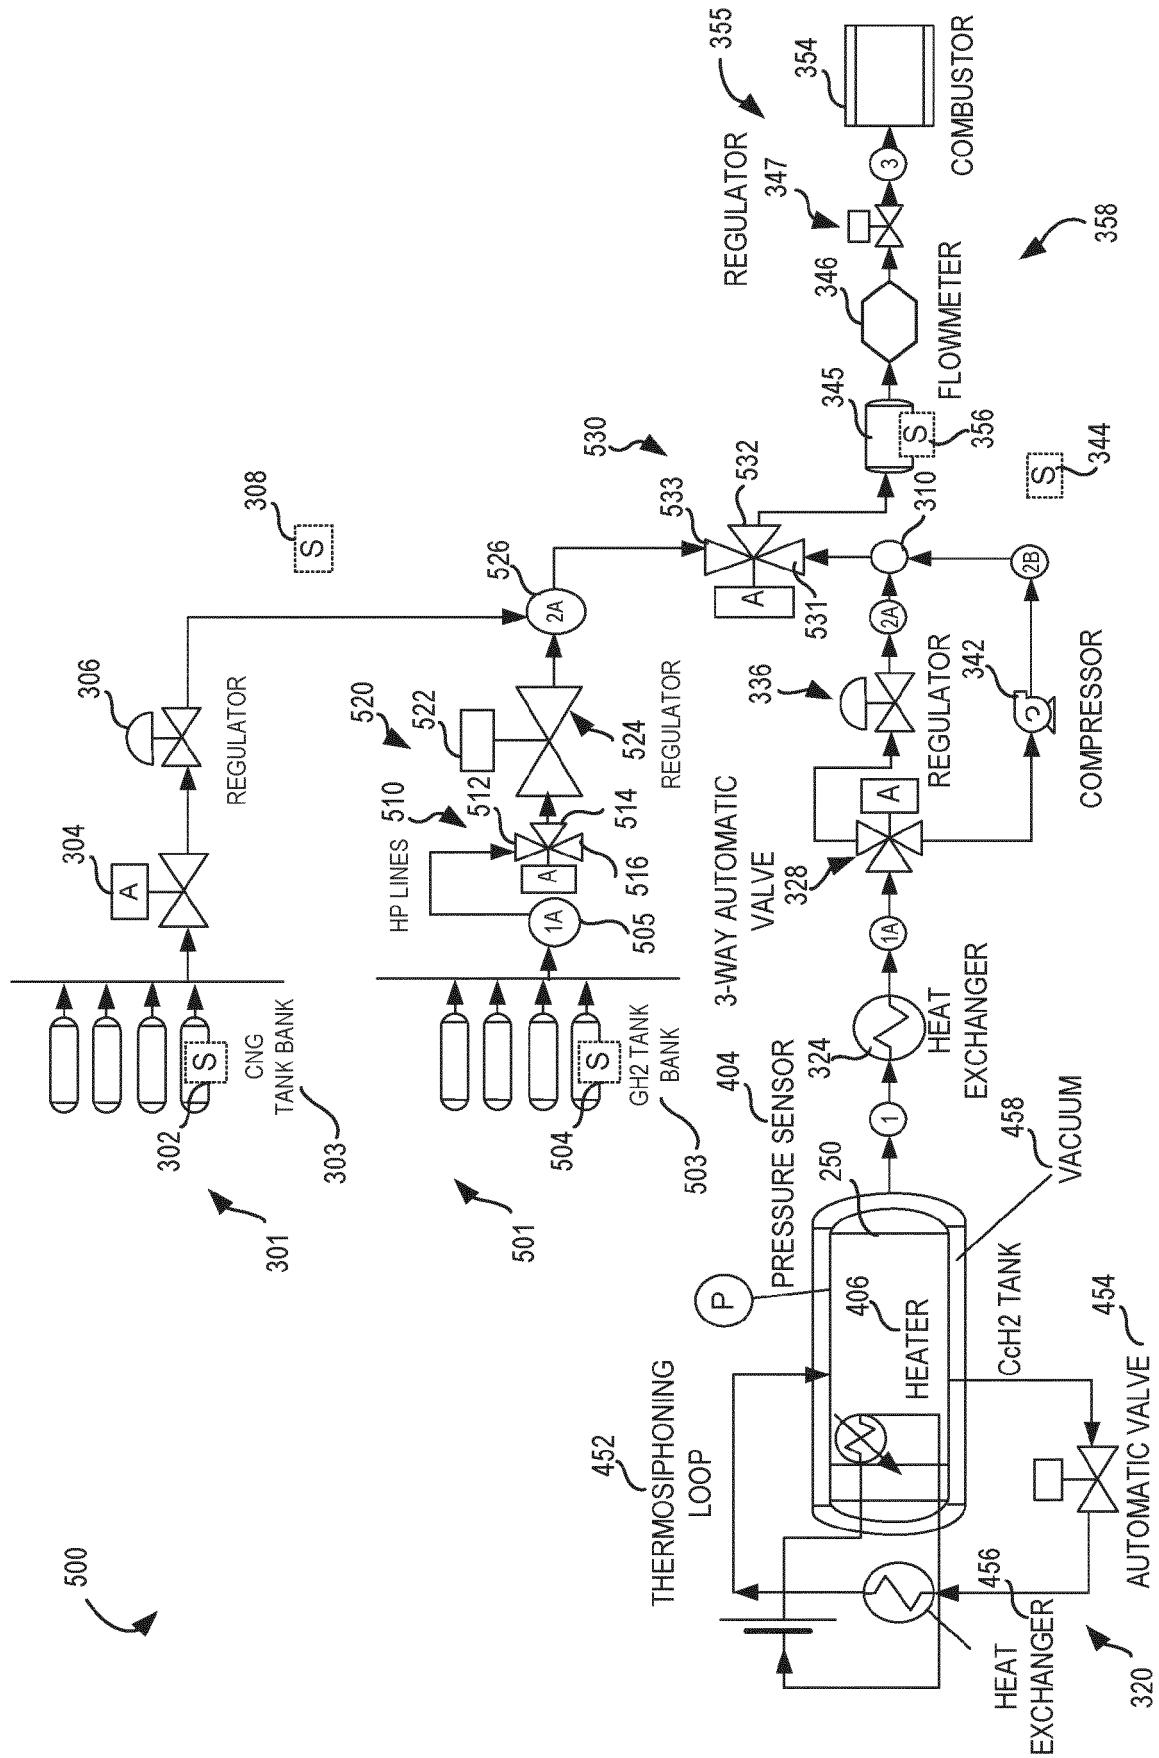 500
301
302
303
CNG
TANK BANK
S
A
304
306
REGULATOR
308
S
501
504
503
GH2 TANK
BANK
S
1A
505
HP LINES
510
512
514
516
A
520
522
524
REGULATOR
2A
526
530
533
532
531
A
THERMOSIPHONING
LOOP
452
P
PRESSURE SENSOR
404
250
406
HEATER
CcH2 TANK
VACUUM
458
HEAT
EXCHANGER
456
AUTOMATIC VALVE
454
320
1
324
HEAT
EXCHANGER
1A
3-WAY AUTOMATIC
VALVE
328
A
336
REGULATOR
2A
310
342
COMPRESSOR
2B
344
S
345
S
356
346
FLOWMETER
REGULATOR
347
3
354
COMBUSTOR
355
358